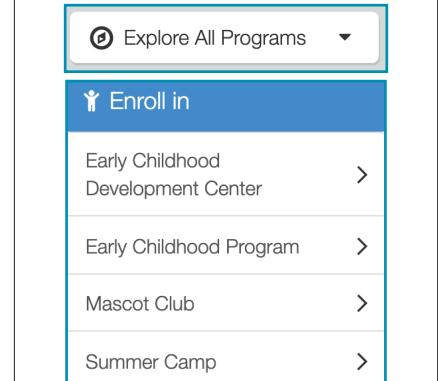 Explore All Programs
Enroll in
Early Childhood
Development Center
Early Childhood Program
Mascot Club
Summer Camp